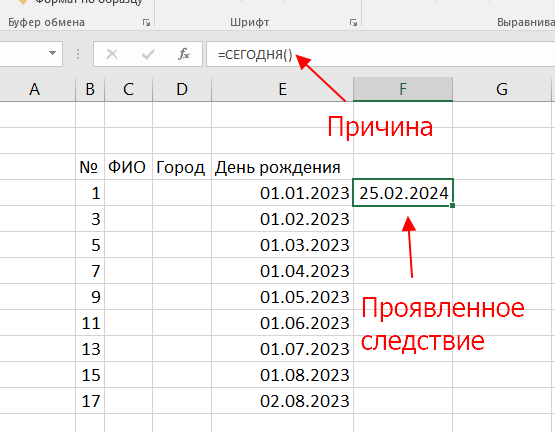 Формат по образцу
Буфер обмена
Шрифт
Выравнива
fx =СЕГОДНЯ()
A B C D E F G
Причина
№ ФИО Город День рождения
1 01.01.2023 25.02.2024
3 01.02.2023
5 01.03.2023
7 01.04.2023
9 01.05.2023
11 01.06.2023
13 01.07.2023
15 01.08.2023
17 02.08.2023
Проявленное
следствие